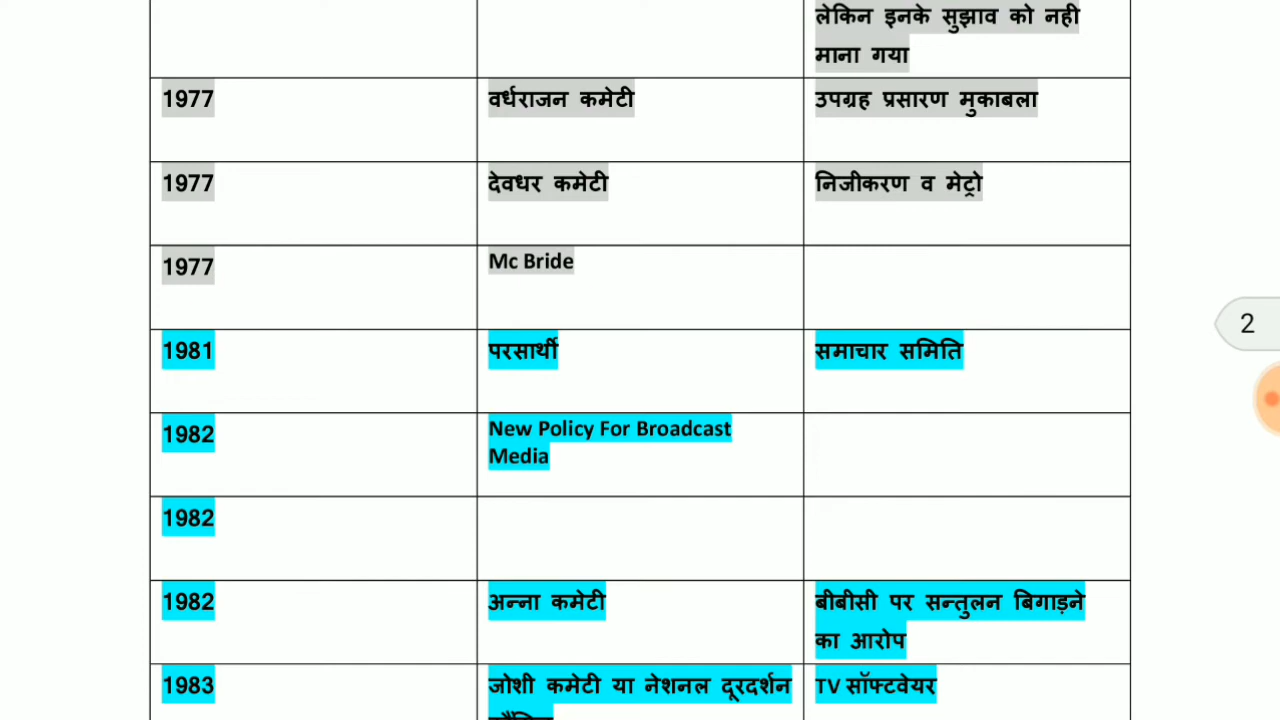 लेकिन इनके सुझाव को नही
माना गया
1977 वर्धराजन कमेटी उपग्रह प्रसारण मुकाबला
1977 देवधर कमेटी निजीकरण व मेट्रो
1977 Mc Bride
1981 परसार्थी समाचार समिति
1982 New Policy For Broadcast
Media
1982
1982 अन्ना कमेटी बीबीसी पर सन्तुलन बिगाड़ने
का आरोप
1983 जोशी कमेटी या नेशनल दूरदर्शन TV सॉफ्टवेयर
2